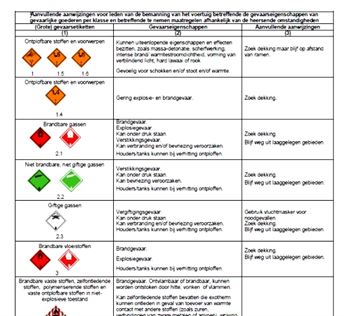 Aanvullende aanwijzingen voor leden van de bemanning van het voertuig betreffende de gevaarseigenschappen van
gevaarlijke goederen per klasse en betreffende te nemen maatregelen afhankelijk van de heersende omstandigheden
(Grote) gevaarsetiketten Gevaarseigenschappen Aanvullende aanwijzingen
(1) (2) (3)
Ontplofbare stoffen en voorwerpen
1 1.5 1.6
Kunnen uiteenlopende eigenschappen en effecten
bezitten, zoals massa-detonatie, scherfwerking,
intense brand/warmtestroomdichtheid, vorming van
verblindend licht, hard lawaai of rook.
Gevoelig voor schokken en/of stoot en/of warmte.
Zoek dekking maar blijf op afstand
van ramen.
Ontplofbare stoffen en voorwerpen
1.4
Gering explosie- en brandgevaar.
Zoek dekking.
Brandbare gassen
2.1
Brandgevaar.
Explosiegevaar.
Kan onder druk staan.
Verstikkingsgevaar.
Kan verbranding en/of bevriezing veroorzaken.
Houders/tanks kunnen bij verhitting ontploffen.
Zoek dekking.
Blijf weg uit laaggelegen gebieden.
Niet brandbare, niet giftige gassen
2.2
Verstikkingsgevaar.
Kan onder druk staan.
Kan bevriezing veroorzaken.
Houders/tanks kunnen bij verhitting ontploffen.
Zoek dekking.
Blijf weg uit laaggelegen gebieden.
Giftige gassen
2.3
Vergiftigingsgevaar.
Kan onder druk staan.
Kan verbranding en/of bevriezing veroorzaken.
Houders/tanks kunnen bij verhitting ontploffen.
Gebruik vluchtmasker voor
noodgevallen.
Zoek dekking.
Blijf weg uit laaggelegen gebieden.
Brandbare vloeistoffen
3
Brandgevaar.
Explosiegevaar.
Houders/tanks kunnen bij verhitting ontploffen.
Zoek dekking.
Blijf weg uit laaggelegen gebieden.
Brandbare vaste stoffen, zelfontledende
stoffen, polymeriserende stoffen en
vaste ontplofbare stoffen in niet-
explosieve toestand
Brandgevaar. Ontvlambaar of brandbaar, kunnen
worden ontstoken door hitte, vonken of vlammen.
Kan zelfontledende stoffen bevatten die exotherm
kunnen ontleden in geval van toevoer van warmte
contact met andere stoffen (zoals zuren,